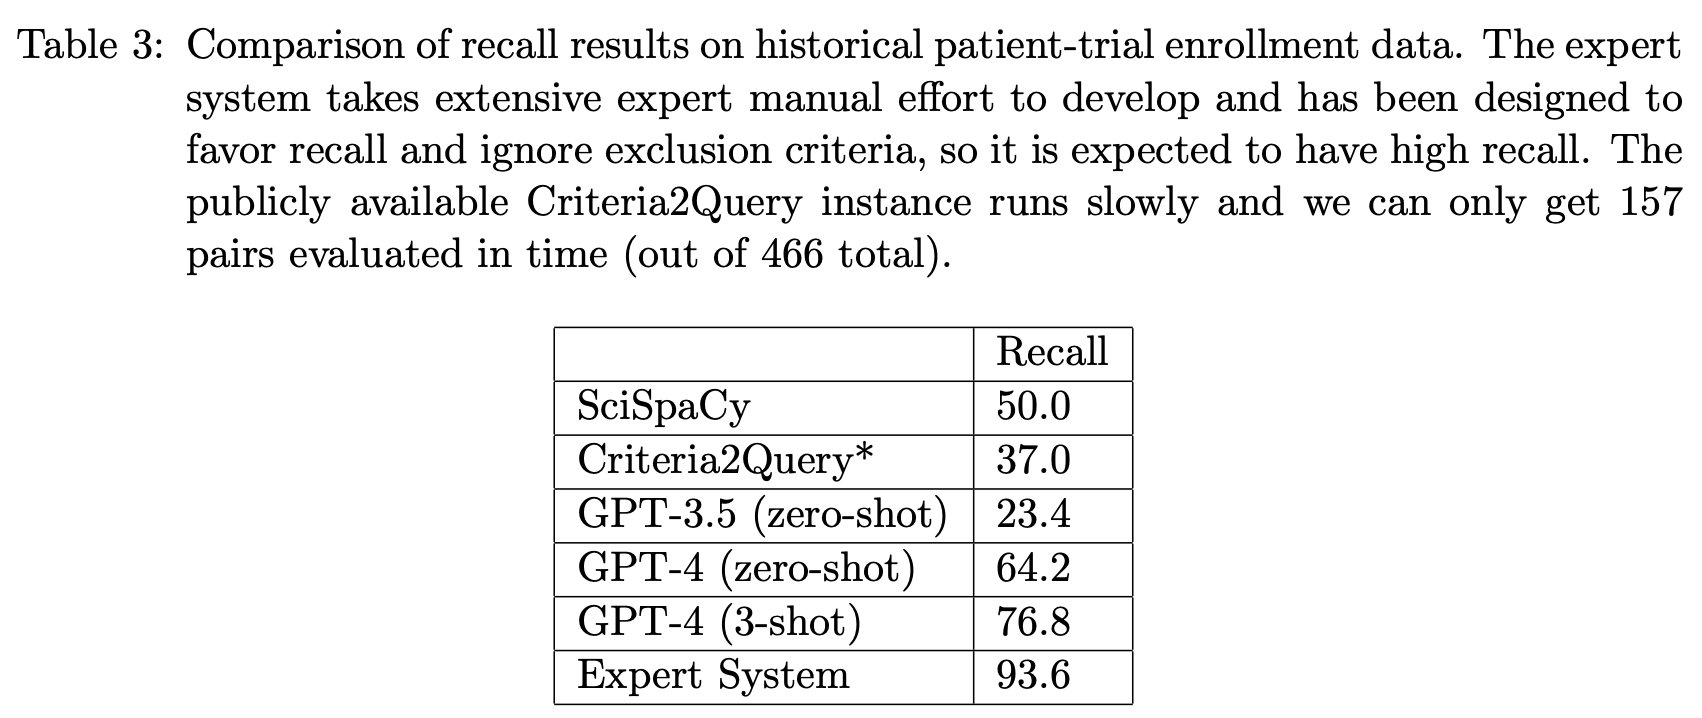 Table 3: Comparison of recall results on historical patient-trial enrollment data. The expert
system takes extensive expert manual effort to develop and has been designed to
favor recall and ignore exclusion criteria, so it is expected to have high recall. The
publicly available Criteria2Query instance runs slowly and we can only get 157
pairs evaluated in time (out of 466 total).
Recall
SciSpaCy 50.0
Criteria2Query* 37.0
GPT-3.5 (zero-shot) 23.4
GPT-4 (zero-shot) 64.2
GPT-4 (3-shot) 76.8
Expert System 93.6